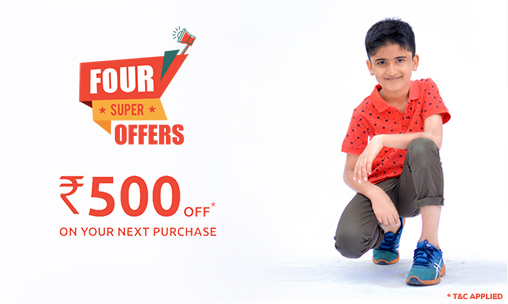 FOUR
★ SUPER ★
OFFERS
₹500 OFF*
ON YOUR NEXT PURCHASE
* T&C APPLIED